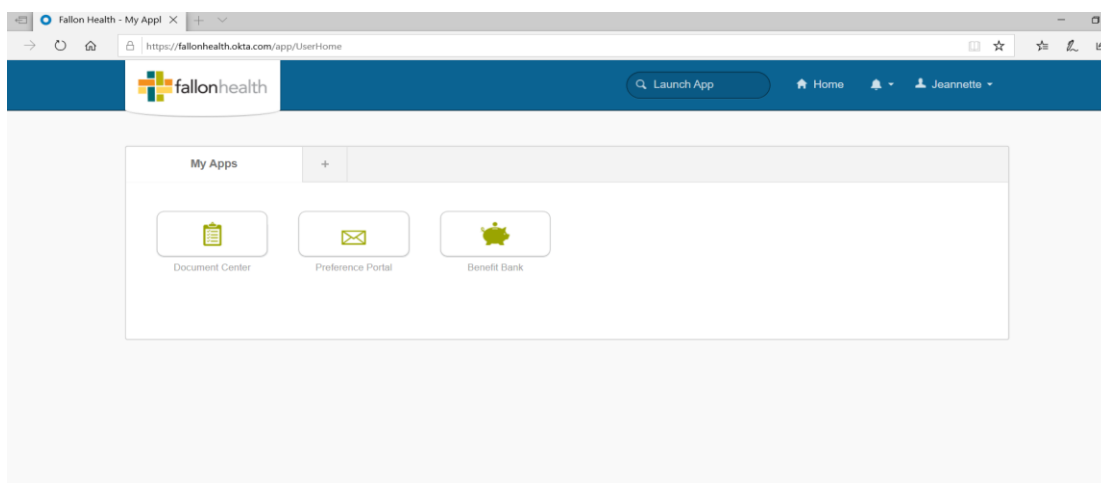 Fallon Health - My Appl
https://fallonhealth.okta.com/app/UserHome
fallonhealth
Launch App
Home
Jeannette
My Apps
Document Center
Preference Portal
Benefit Bank